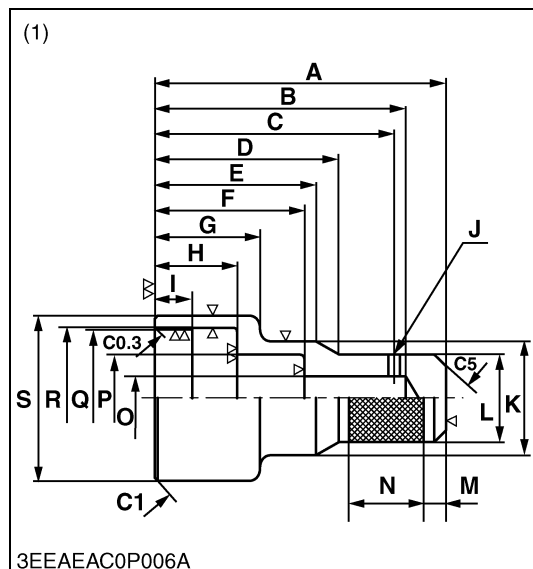 (1)
A
B
C
D
E
F
G
H
I
J
C0.3
C5
S R Q P O
L K
C1
N M
3EEAEAC0P006A